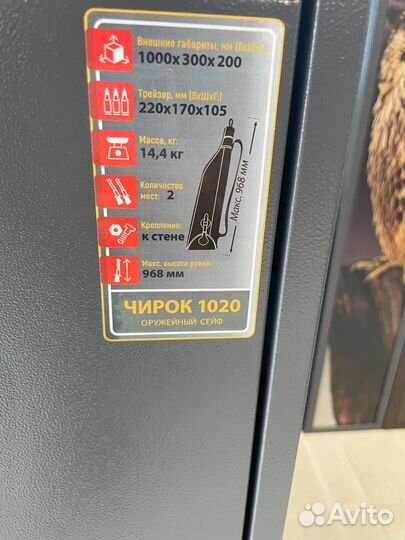 Внешние габариты, мм (ВхШхГ):
1000х300х200
Трейзер, мм (ВхШхГ):
220х170х105
Масса, кг:
14,4 кг
Количество
мест: 2
Крепление:
к стене
Макс. высота ружья:
968 мм
Макс. 968 мм
ЧИРОК 1020
ОРУЖЕЙНЫЙ СЕЙФ
Avito